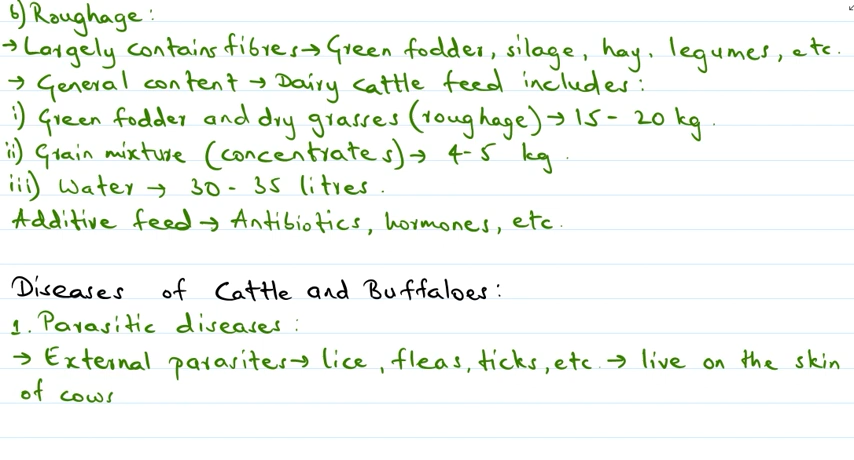 b) Roughage :
→ Largely contains fibres → Green fodder, silage, hay, legumes, etc.
→ General content → Dairy cattle feed includes :
i) Green fodder and dry grasses (roughage) → 15 - 20 kg.
ii) Grain mixture (concentrates) → 4-5 kg.
iii) Water → 30 - 35 litres.
Additive feed → Antibiotics, hormones, etc.
Diseases of Cattle and Buffaloes :
1. Parasitic diseases :
→ External parasites → lice, fleas, ticks, etc. → live on the skin
of cows